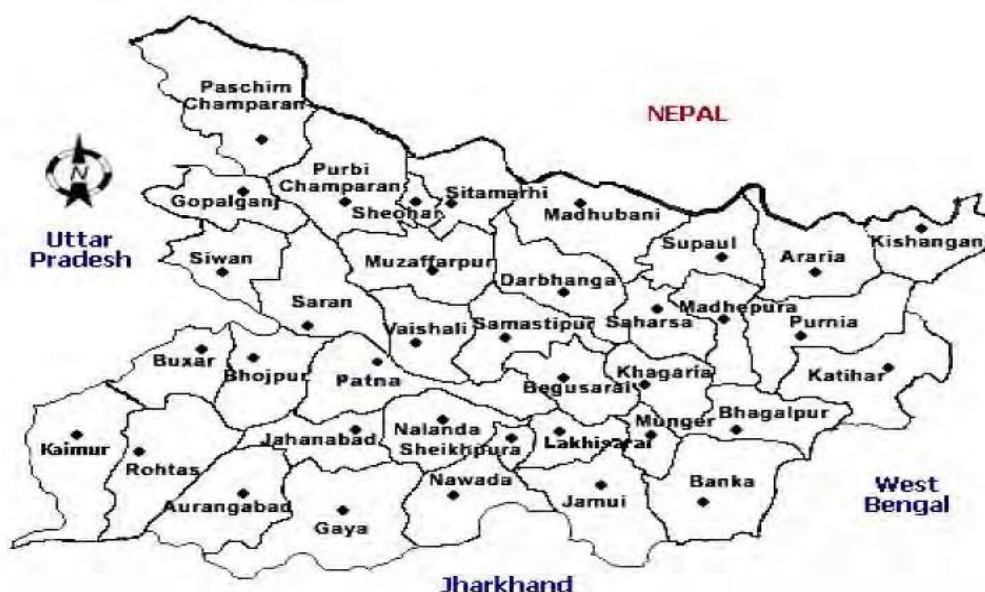 Paschim
Champaran
NEPAL
N
Purbi
Champaran
Sitamarhi
Gopalganj
Sheohar
Madhubani
Uttar
Pradesh
Supaul
Kishangan
Siwan
Muzaffarpur
Araria
Darbhanga
Saran
Madhepura
Vaishali
Samastipur
Saharsa
Purnia
Buxar
Bhojpur
Patna
Begusarai
Khagaria
Katihar
Bhagalpur
Munger
Nalanda
Jahanabad
Lakhisarai
Kaimur
Sheikhpura
Rohtas
Nawada
Banka
West
Bengal
Aurangabad
Jamui
Gaya
Jharkhand